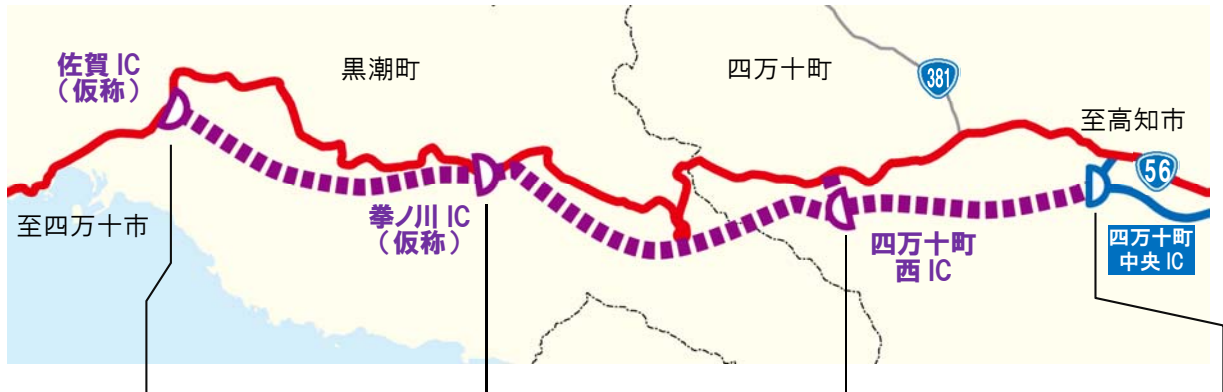 佐賀 IC
(仮称)
黒潮町
四万十町
381
至高知市
56
至四万十市
拳ノ川 IC
(仮称)
四万十町
西 IC
四万十町
中央 IC